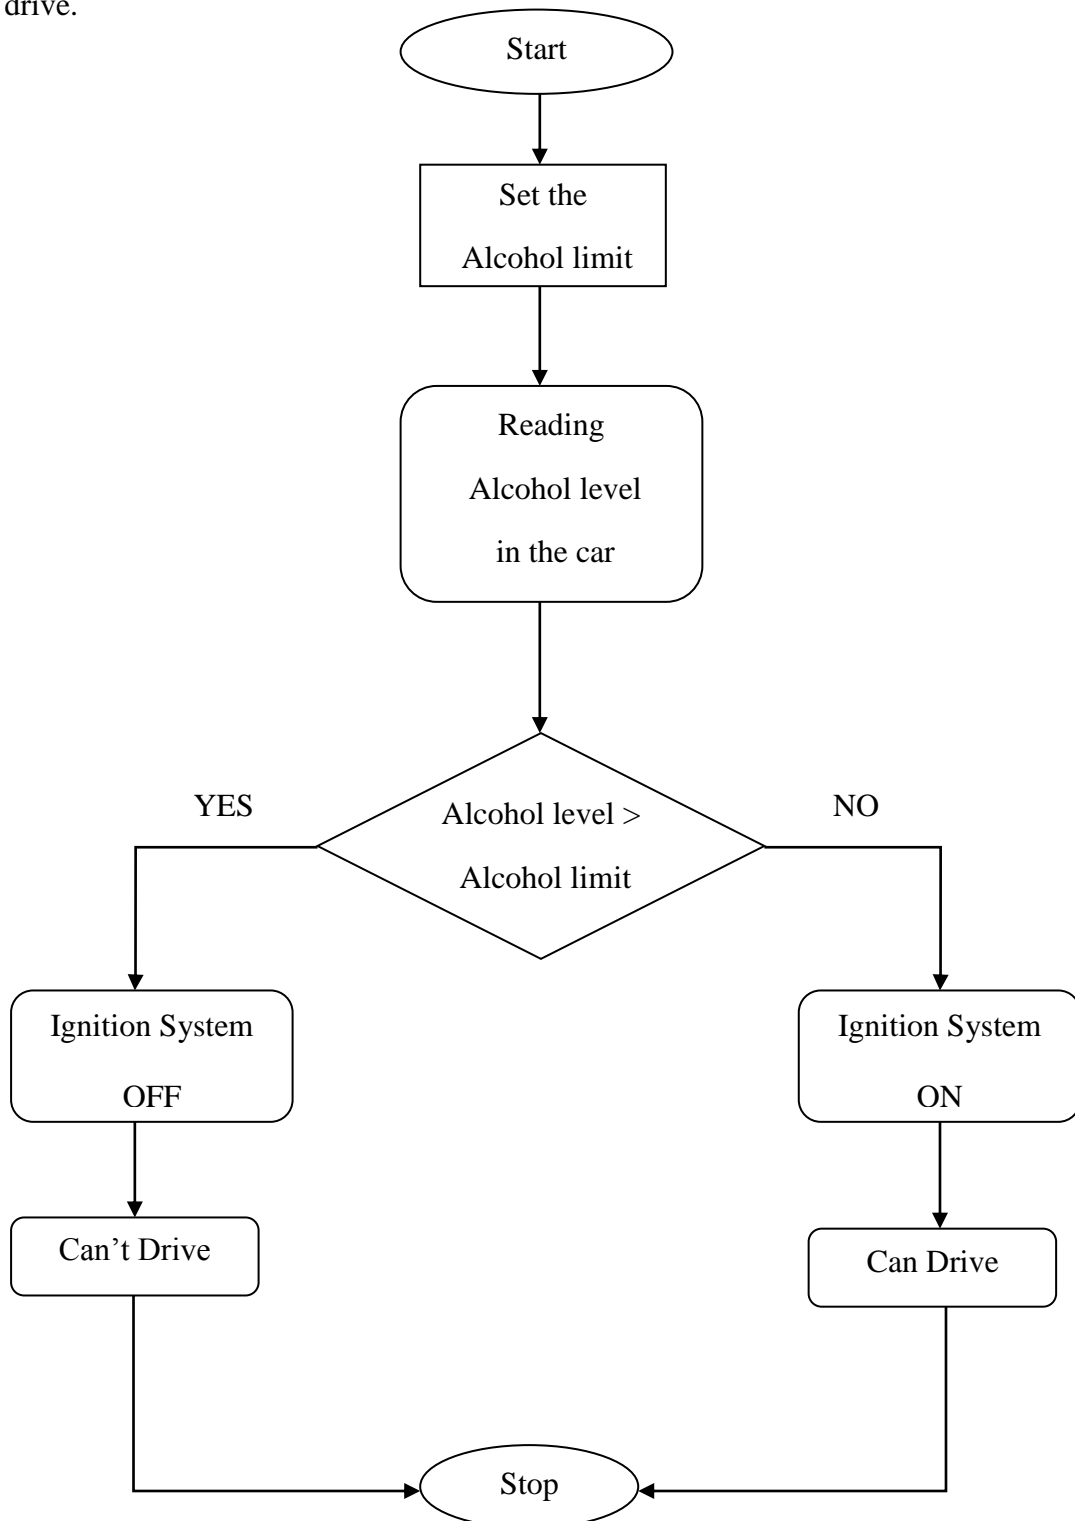 drive.
Start
Set the
Alcohol limit
Reading
Alcohol level
in the car
YES
NO
Alcohol level >
Alcohol limit
Ignition System
OFF
Ignition System
ON
Can’t Drive
Can Drive
Stop